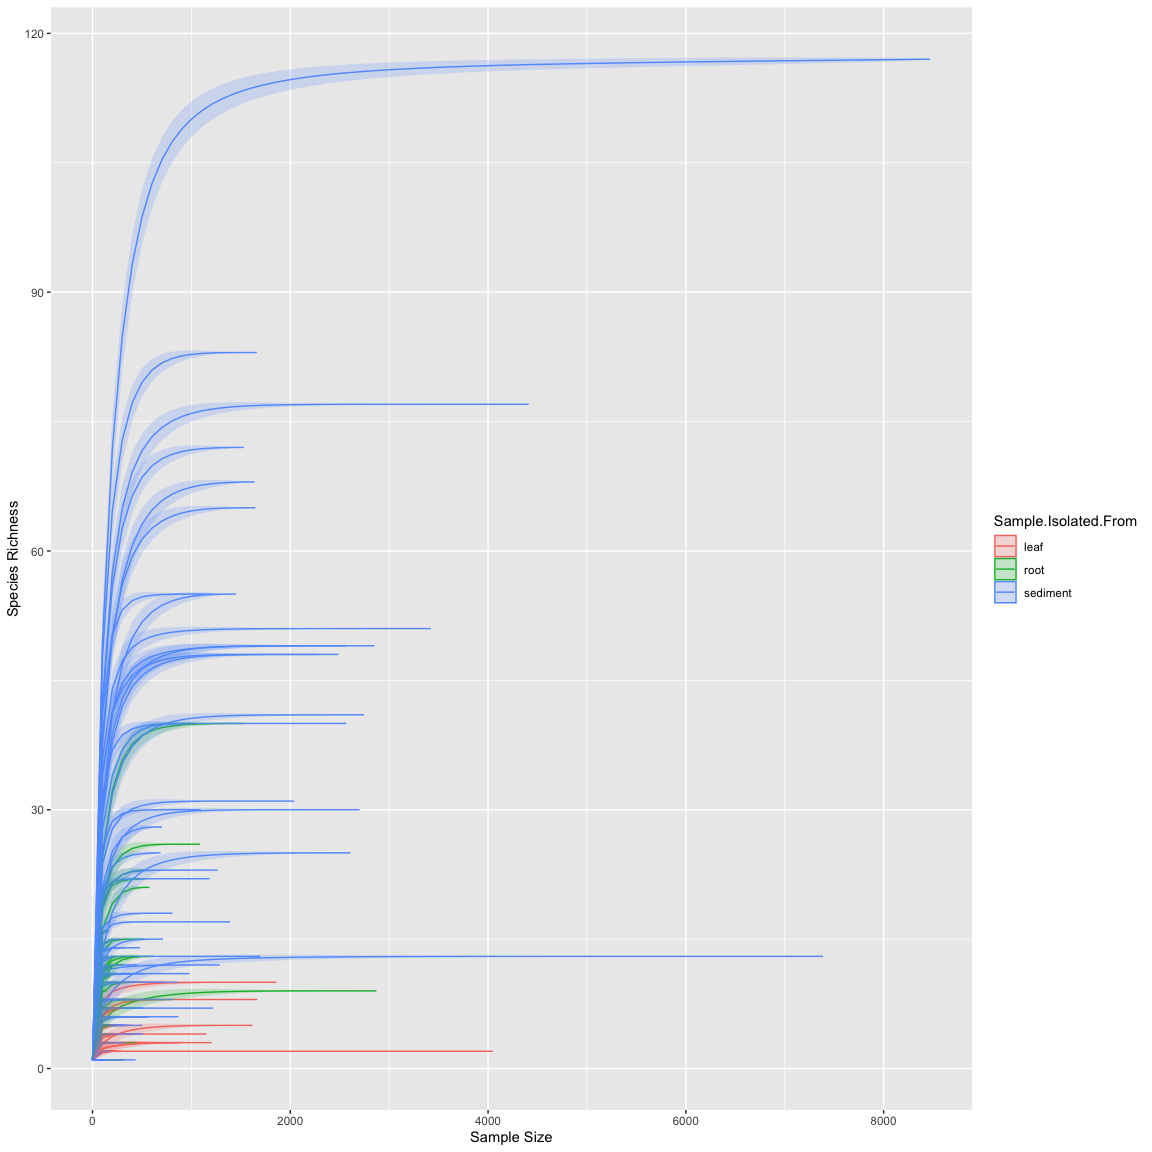 120
90
60
30
0
Species Richness
0 2000 4000 6000 8000
Sample Size
Sample.Isolated.From
leaf
root
sediment